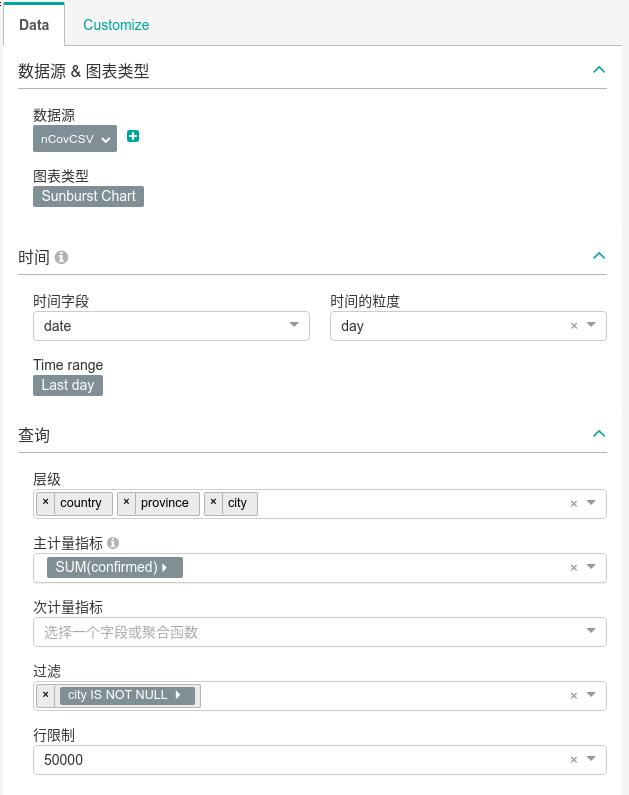 Data Customize
数据源 & 图表类型
数据源
nCovCSV
图表类型
Sunburst Chart
时间
时间字段 时间的粒度
date day
Time range
Last day
查询
层级
× country × province × city
主计量指标
SUM(confirmed)
次计量指标
选择一个字段或聚合函数
过滤
× city IS NOT NULL
行限制
50000